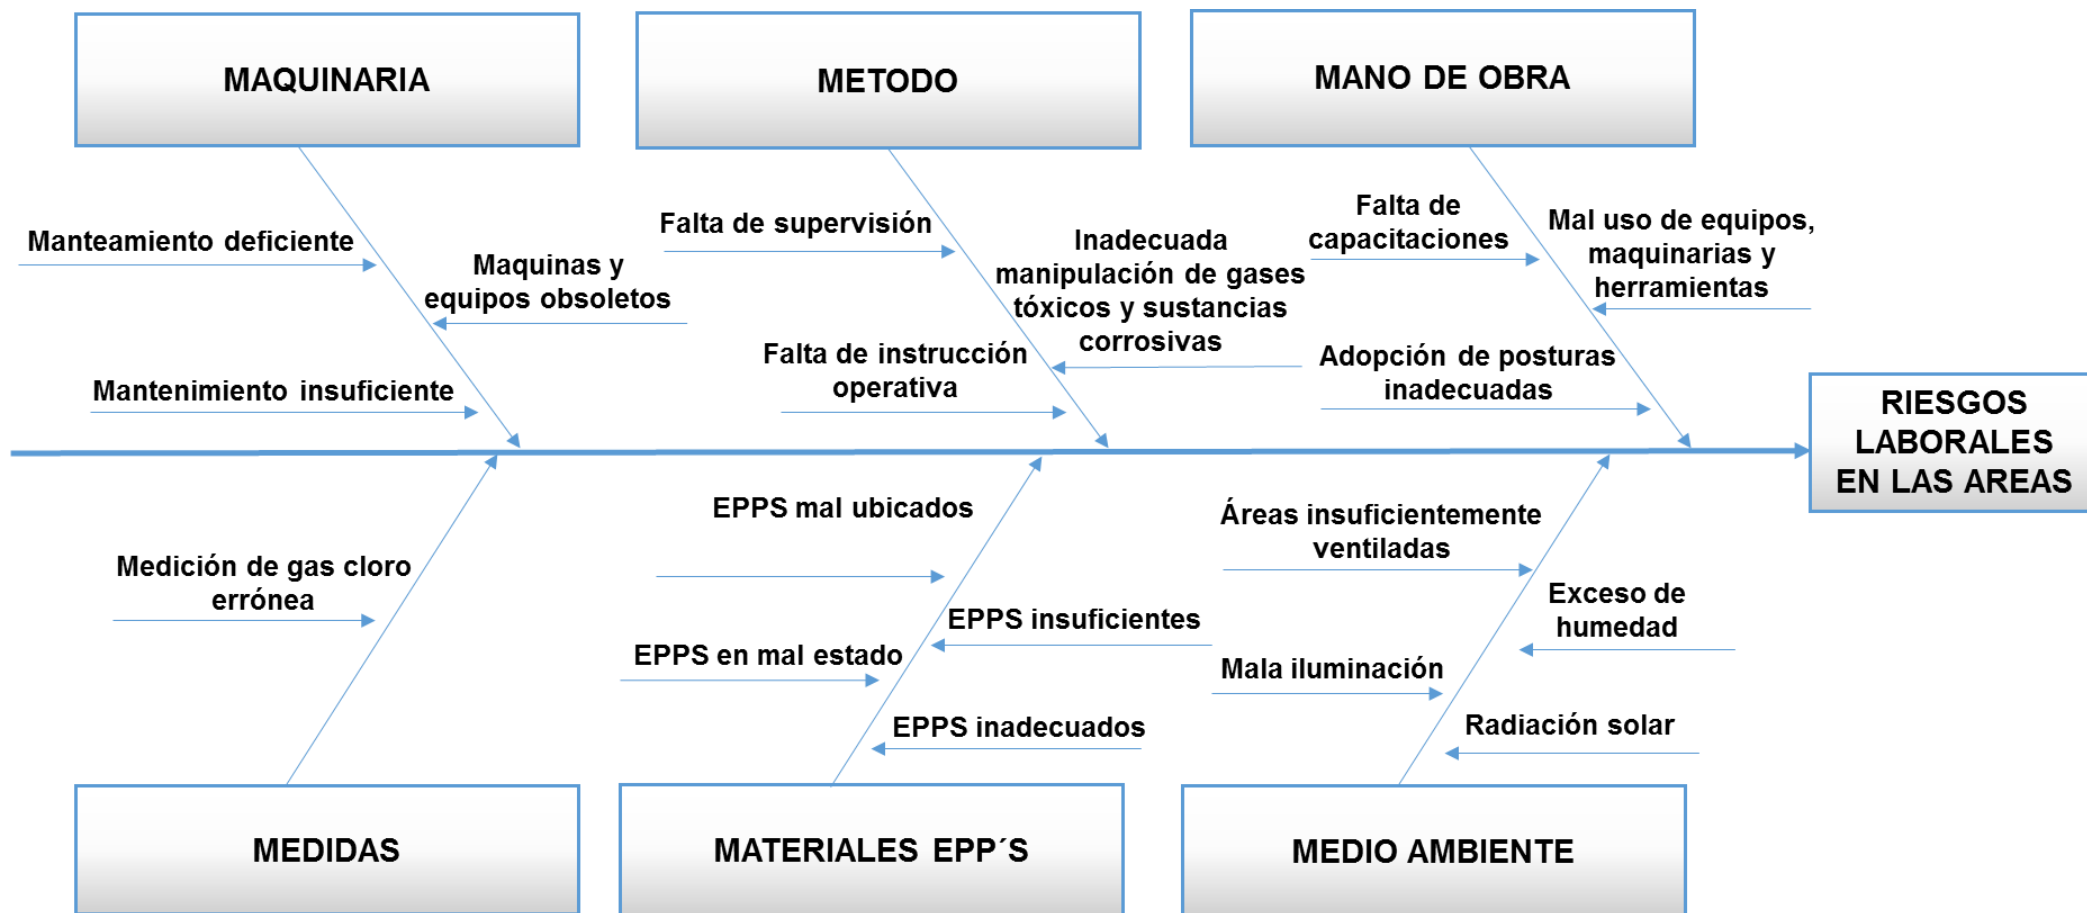 MAQUINARIA
METODO
MANO DE OBRA
Manteamiento deficiente
Maquinas y
equipos obsoletos
Mantenimiento insuficiente
Falta de supervisión
Inadecuada
manipulación de gases
tóxicos y sustancias
corrosivas
Falta de instrucción
operativa
Falta de
capacitaciones
Mal uso de equipos,
maquinarias y
herramientas
Adopción de posturas
inadecuadas
RIESGOS
LABORALES
EN LAS AREAS
Medición de gas cloro
errónea
EPPS mal ubicados
EPPS insuficientes
EPPS en mal estado
EPPS inadecuados
Áreas insuficientemente
ventiladas
Exceso de
humedad
Mala iluminación
Radiación solar
MEDIDAS
MATERIALES EPP´S
MEDIO AMBIENTE